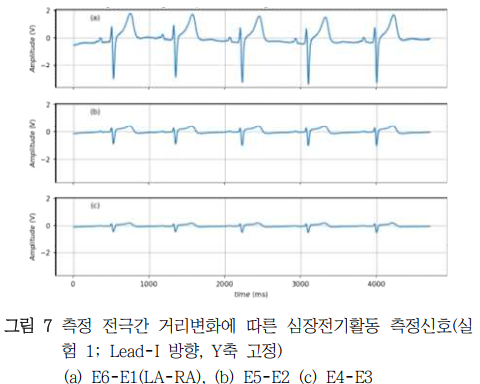 (a)
Amplitude (V)
2
0
−2
(b)
Amplitude (V)
0
−2
(c)
Amplitude (V)
2
0
−2
0 1000 2000 3000 4000
time (ms)
그림 7 측정 전극간 거리변화에 따른 심장전기활동 측정신호(실
험 1; Lead-I 방향, Y축 고정)
(a) E6-E1(LA-RA), (b) E5-E2 (c) E4-E3